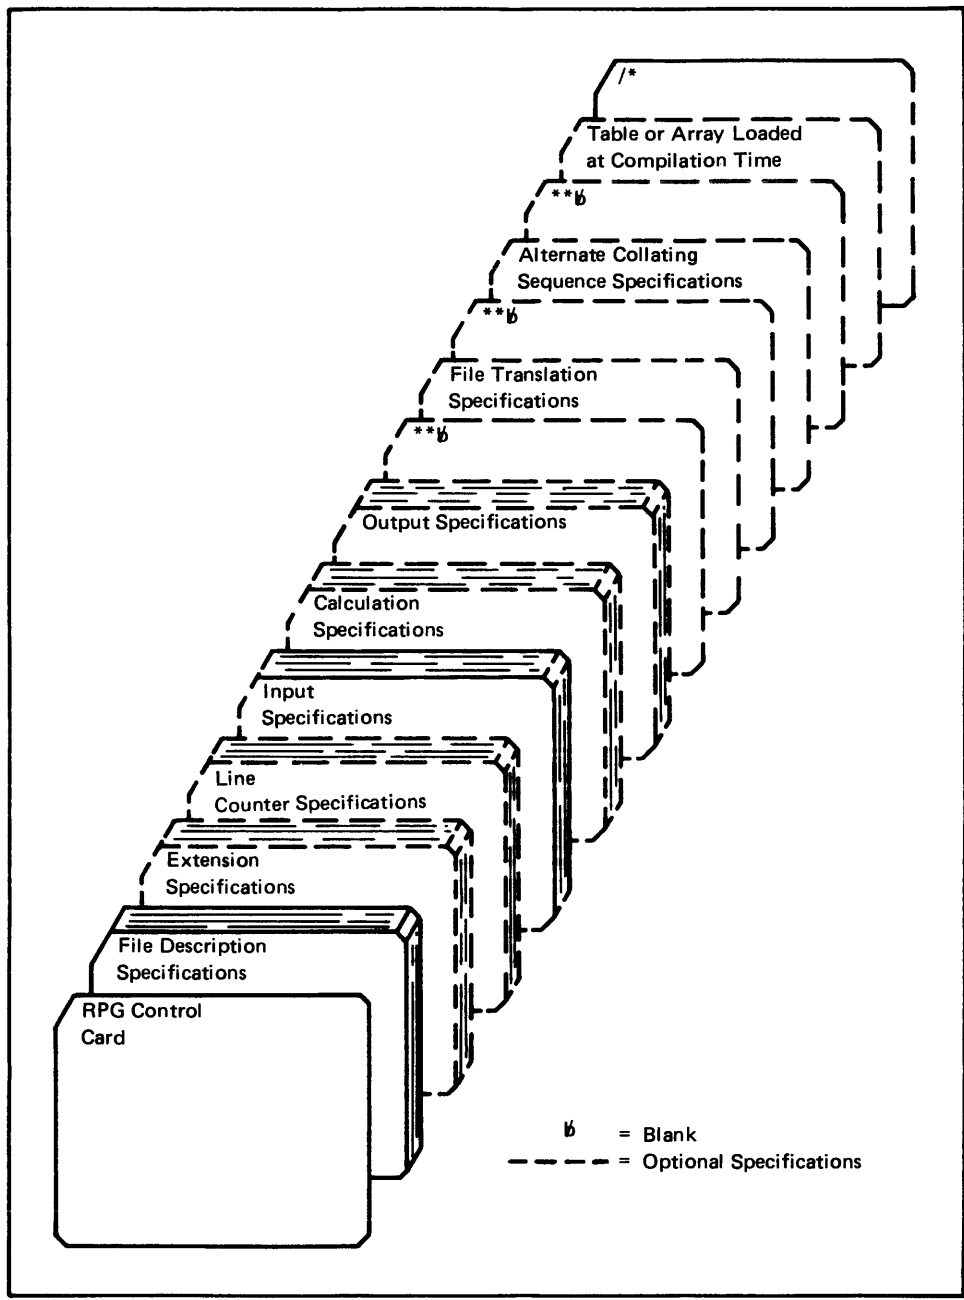 /*
Table or Array Loaded
at Compilation Time
**ƀ
Alternate Collating
Sequence Specifications
**ƀ
File Translation
Specifications
**ƀ
Output Specifications
Calculation
Specifications
Input
Specifications
Line
Counter Specifications
Extension
Specifications
File Description
Specifications
RPG Control
Card
ƀ = Blank
= Optional Specifications